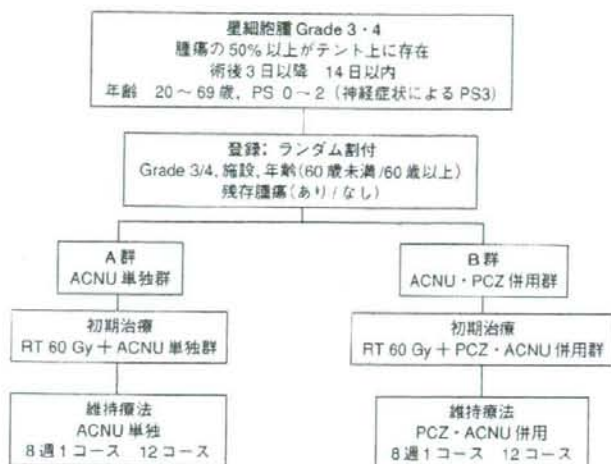 星細胞腫 Grade 3・4
腫瘍の 50% 以上がテント上に存在
術後 3 日以降　14 日以内
年齢　20 〜 69 歳，PS 0 〜 2（神経症状による PS3）
登録：ランダム割付
Grade 3/4，施設，年齢（60 歳未満 /60 歳以上）
残存腫瘍（あり / なし）
A 群
ACNU 単独群
B 群
ACNU・PCZ 併用群
初期治療
RT 60 Gy ＋ ACNU 単独群
初期治療
RT 60 Gy ＋ PCZ・ACNU 併用群
維持療法
ACNU 単独
8 週 1 コース　12 コース
維持療法
PCZ・ACNU 併用
8 週 1 コース　12 コース